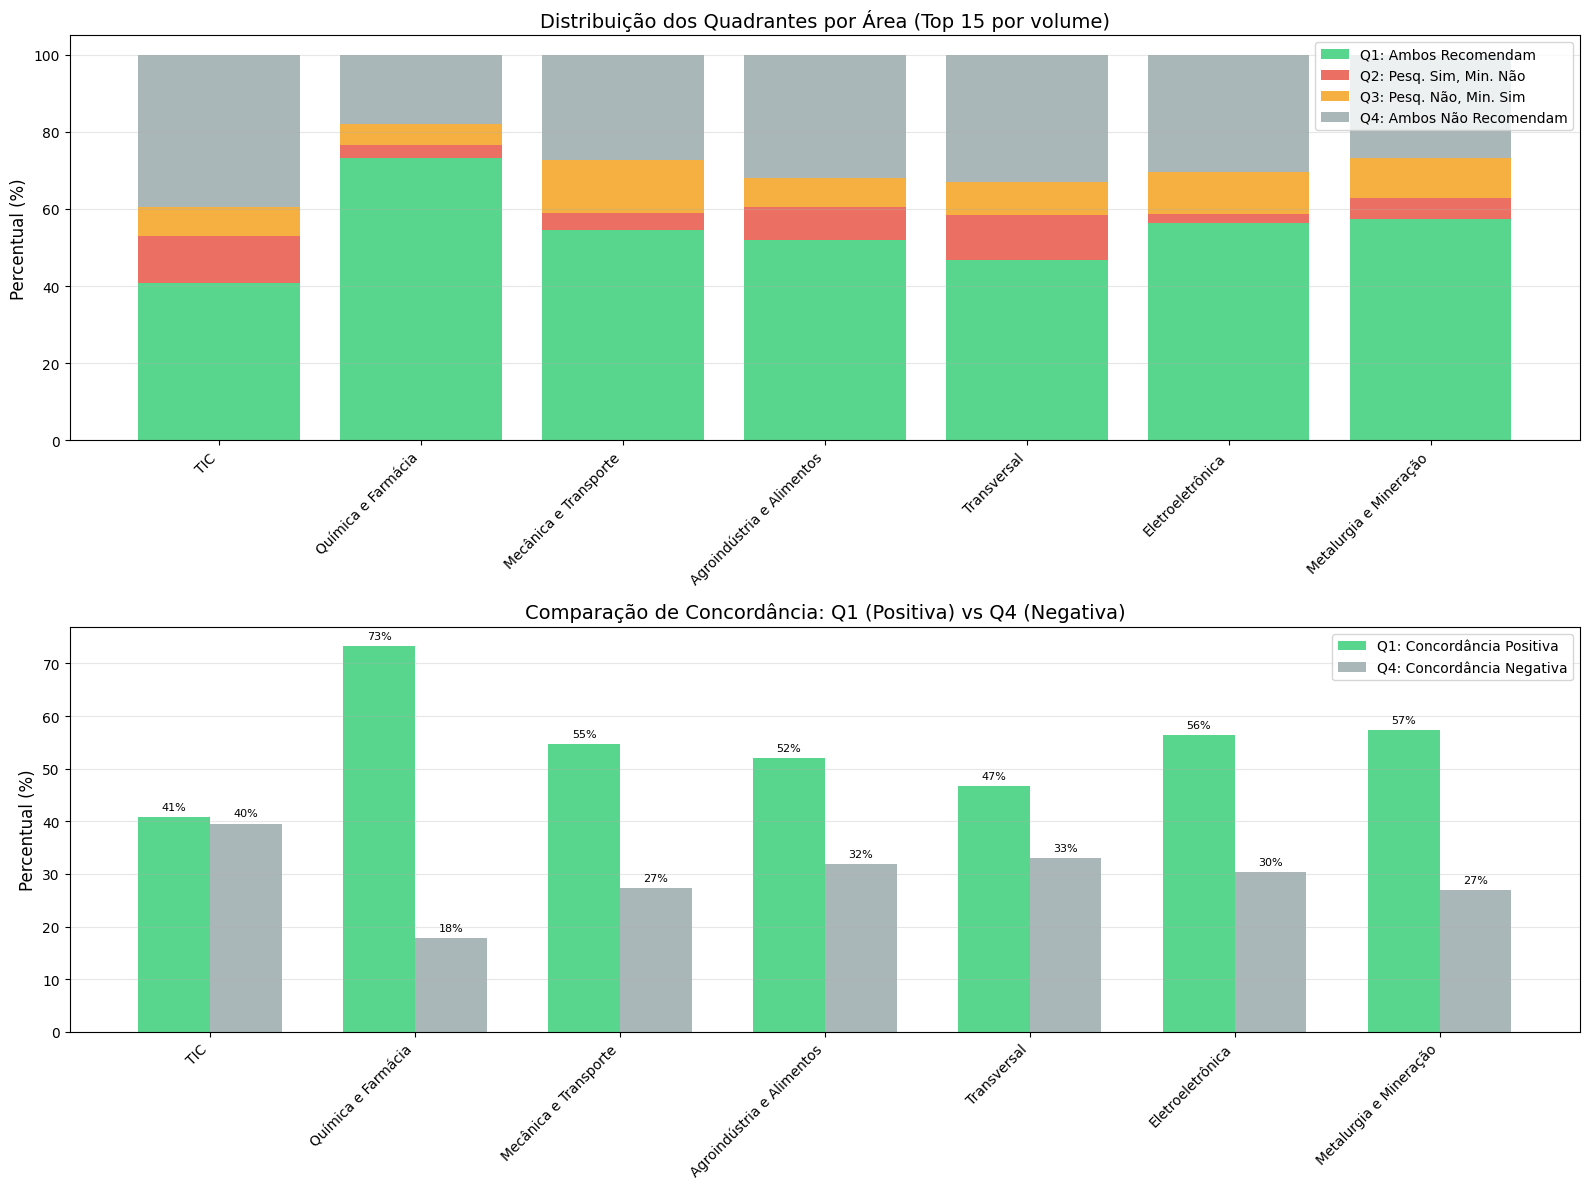 Distribuição dos Quadrantes por Área (Top 15 por volume)
Percentual (%)
100
80
60
40
20
0
Q1: Ambos Recomendam
Q2: Pesq. Sim, Min. Não
Q3: Pesq. Não, Min. Sim
Q4: Ambos Não Recomendam
TIC
Química e Farmácia
Mecânica e Transporte
Agroindústria e Alimentos
Transversal
Eletroeletrônica
Metalurgia e Mineração
Comparação de Concordância: Q1 (Positiva) vs Q4 (Negativa)
Percentual (%)
70
60
50
40
30
20
10
0
Q1: Concordância Positiva
Q4: Concordância Negativa
41%
40%
73%
18%
55%
27%
52%
32%
47%
33%
56%
30%
57%
27%
TIC
Química e Farmácia
Mecânica e Transporte
Agroindústria e Alimentos
Transversal
Eletroeletrônica
Metalurgia e Mineração